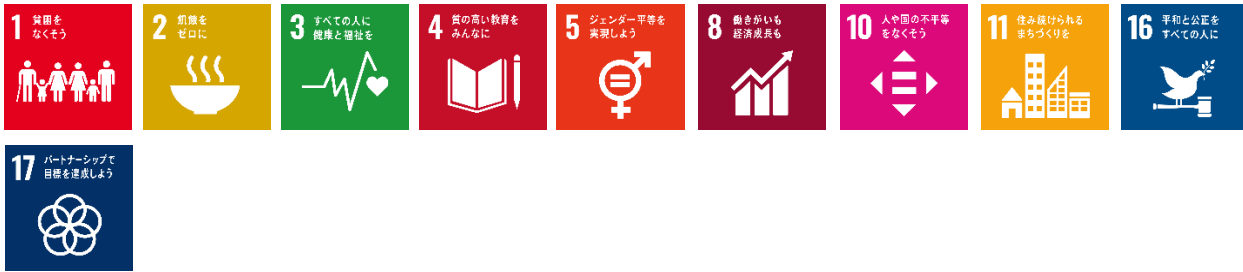 1 貧困を
なくそう
2 飢餓を
ゼロに
3 すべての人に
健康と福祉を
4 質の高い教育を
みんなに
5 ジェンダー平等を
実現しよう
8 働きがいも
経済成長も
10 人や国の不平等
をなくそう
11 住み続けられる
まちづくりを
16 平和と公正を
すべての人に
17 パートナーシップで
目標を達成しよう